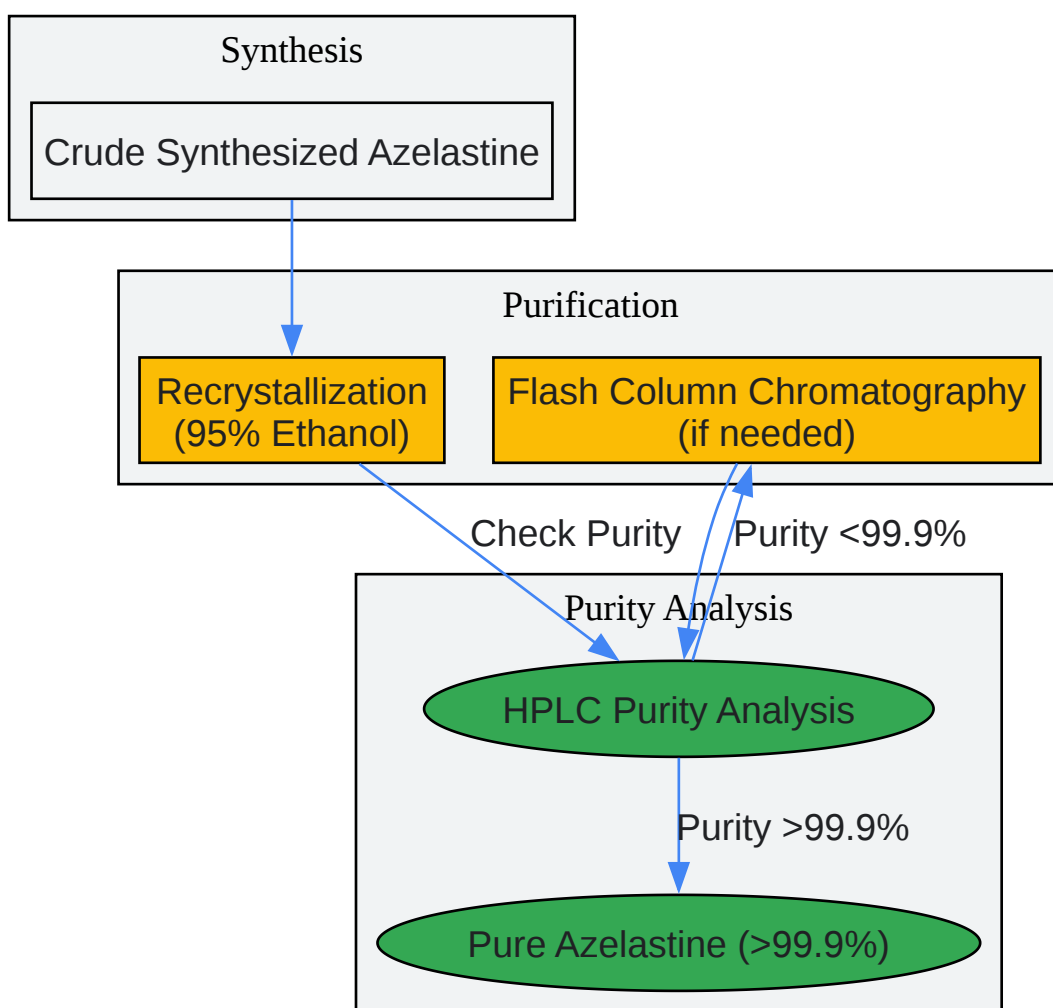 Synthesis
Crude Synthesized Azelastine
Purification
Recrystallization
(95% Ethanol)
Flash Column Chromatography
(if needed)
Check Purity
Purity <99.9%
Purity Analysis
HPLC Purity Analysis
Purity >99.9%
Pure Azelastine (>99.9%)